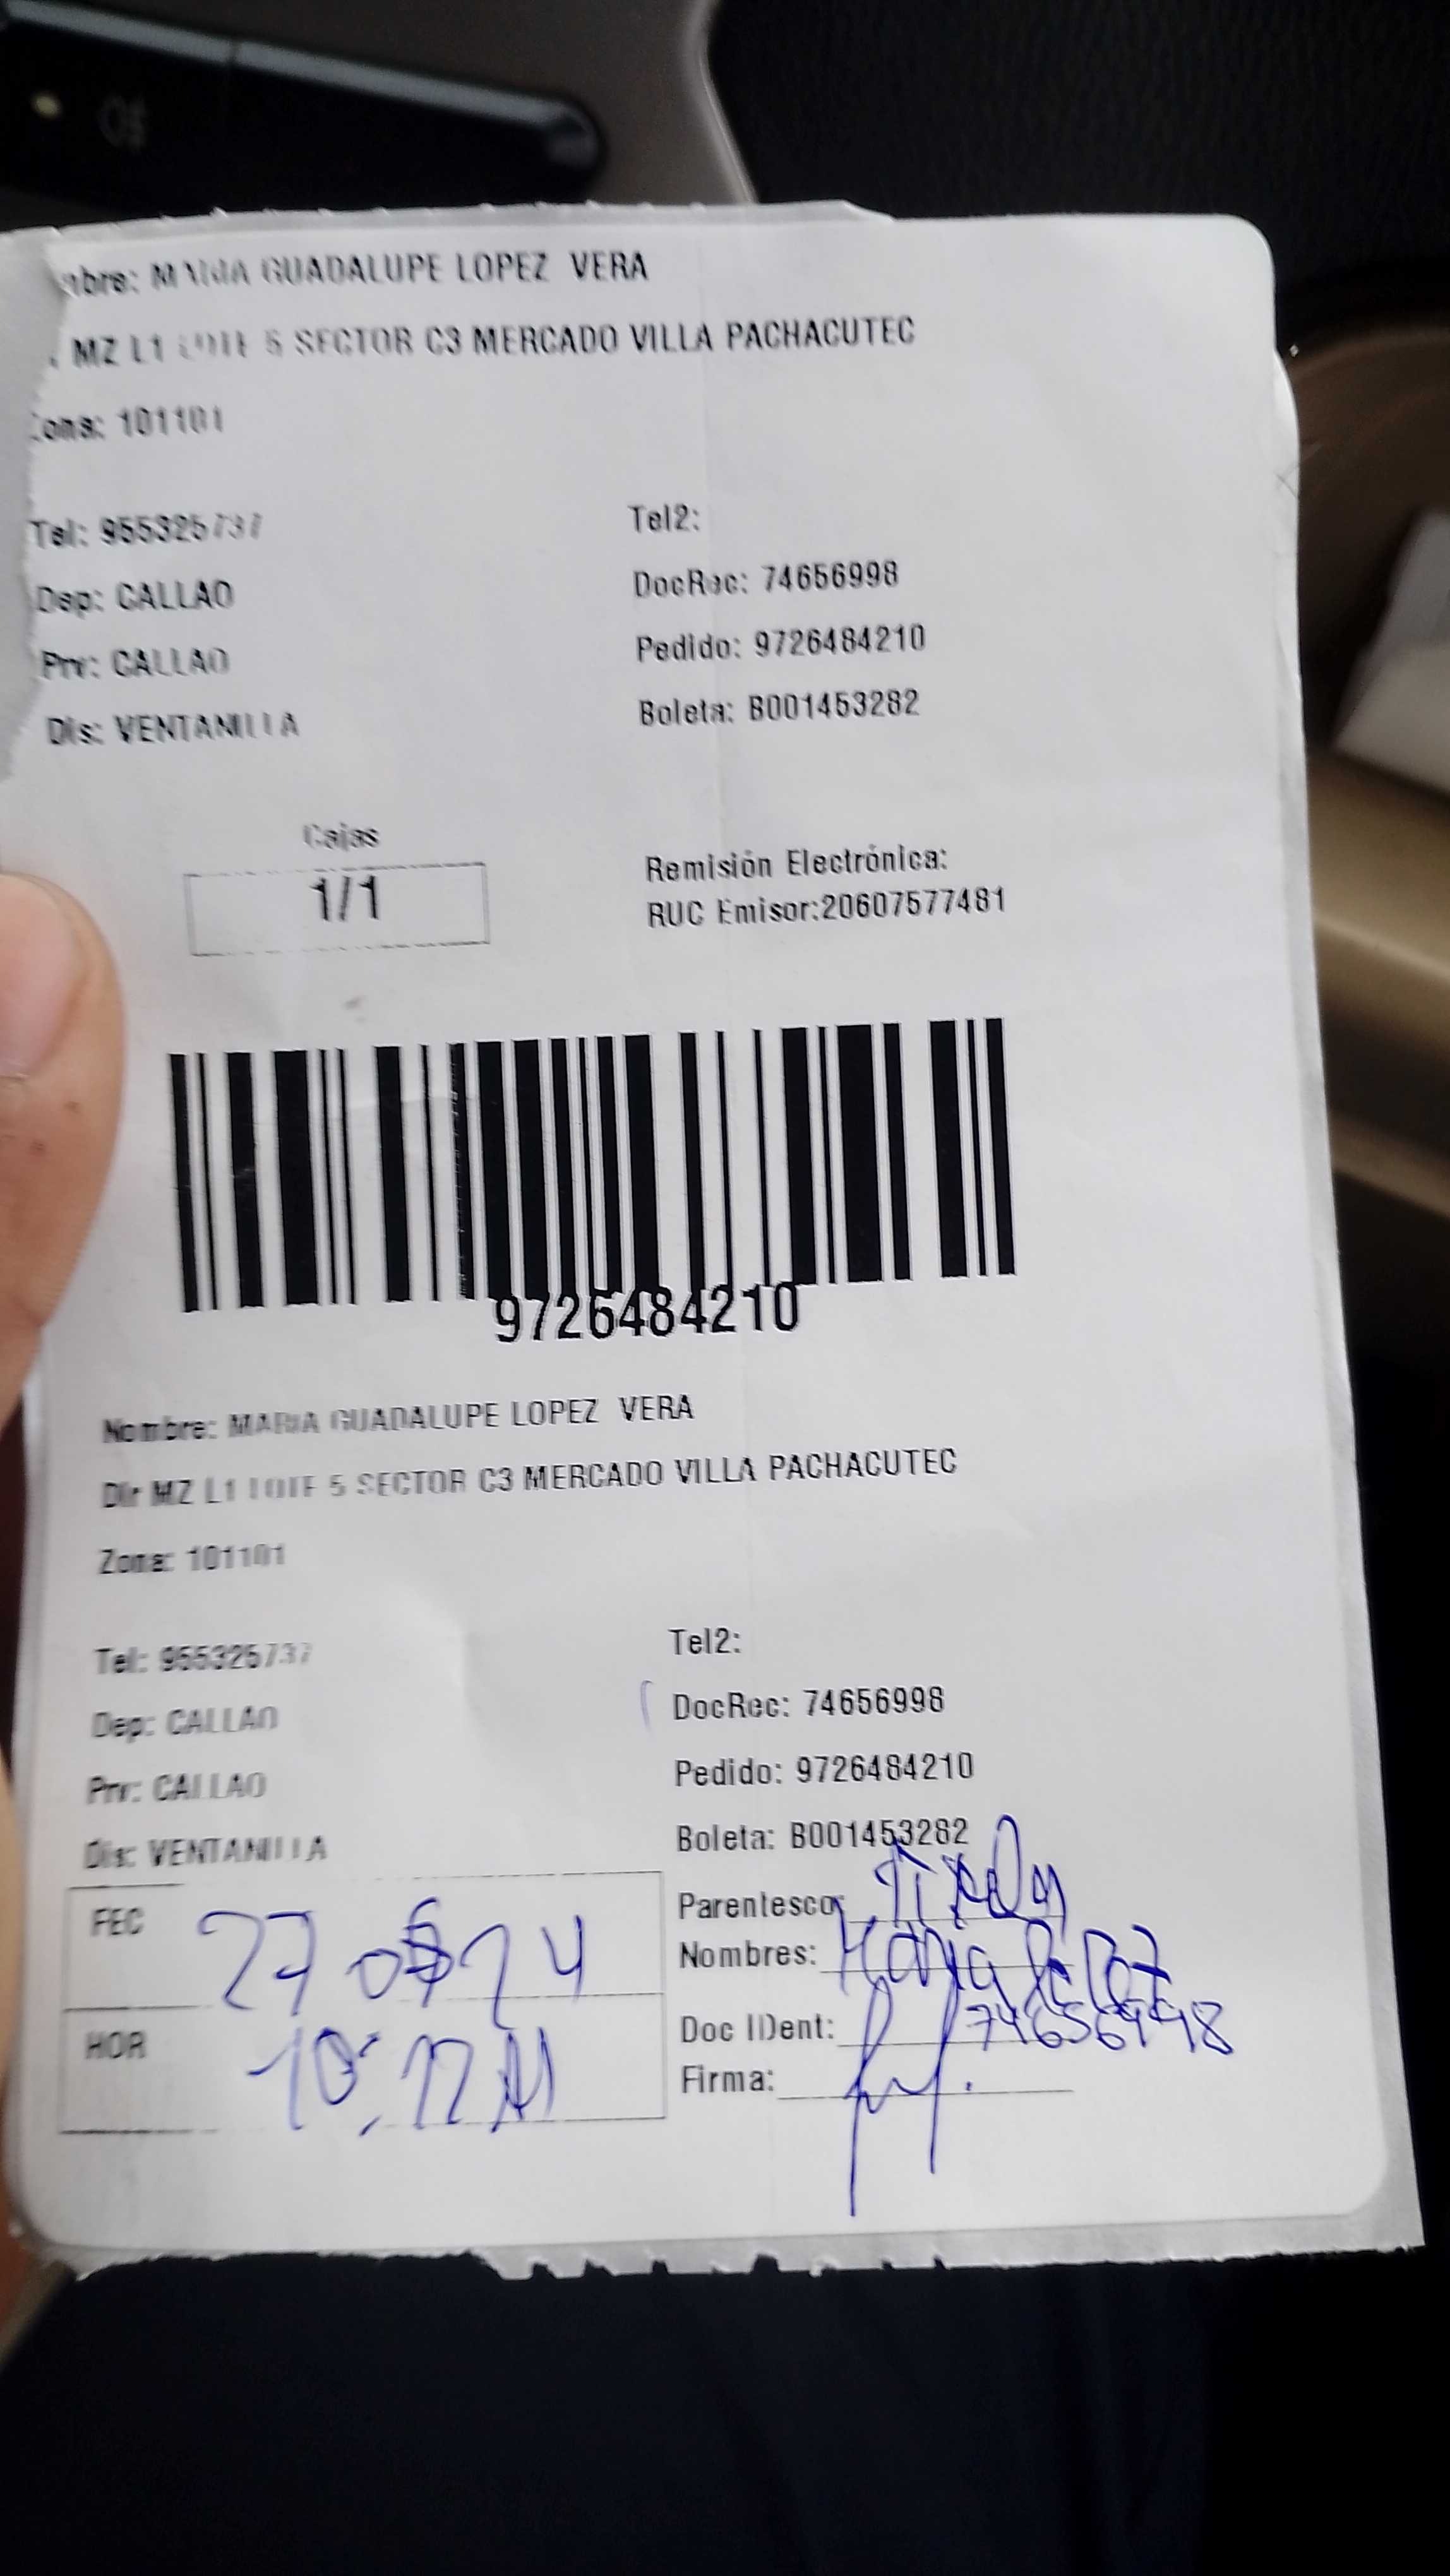 nbre: MARIA GUADALUPE LOPEZ VERA
MZ L1 LOTE 5 SECTOR C3 MERCADO VILLA PACHACUTEC
Zona: 101101
Tel: 955325737
Tel2:
Dep: CALLAO
DocRec: 74656998
Prv: CALLAO
Pedido: 9726484210
Dis: VENTANILLA
Boleta: B001453282
Cajas
1/1
Remisión Electrónica:
RUC Emisor:20607577481
9726484210
Nombre: MARIA GUADALUPE LOPEZ VERA
Dir MZ L1 LOTE 5 SECTOR C3 MERCADO VILLA PACHACUTEC
Zona: 101101
Tel: 955325737
Tel2:
Dep: CALLAO
DocRec: 74656998
Prv: CALLAO
Pedido: 9726484210
Dis: VENTANILLA
Boleta: B001453282
FEC 27
Parentesco:
Nombres: Maria
HOR
Doc IDent: 74656998
Firma: